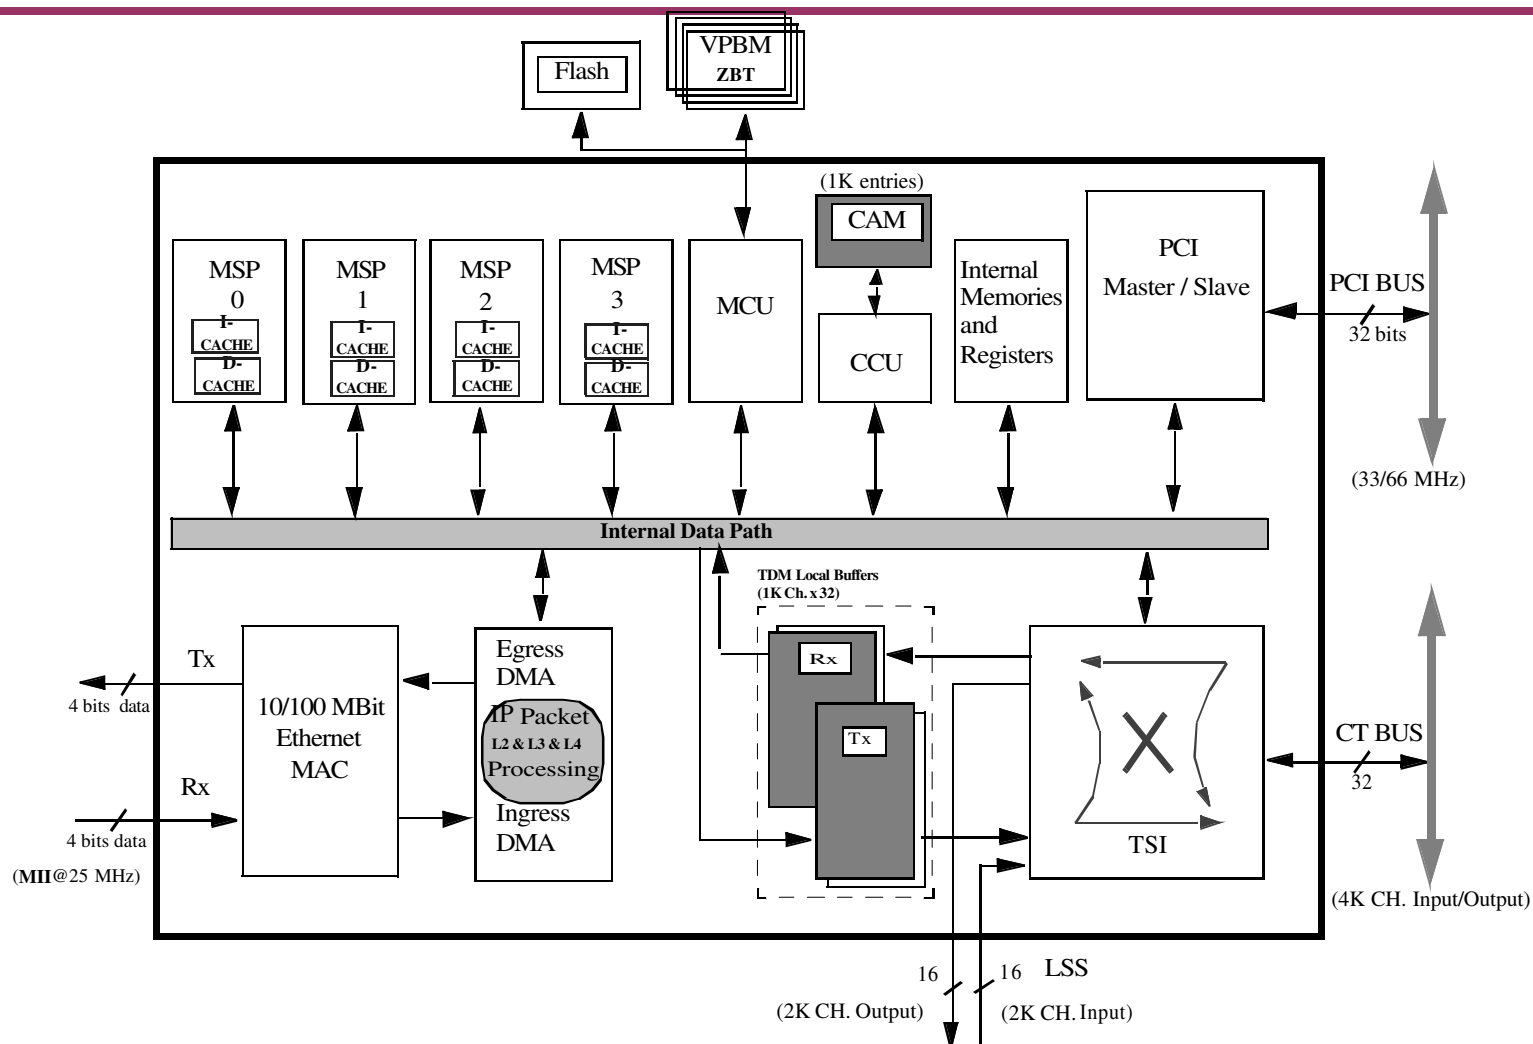 VPBM
ZBT
Flash
(1K entries)
CAM
MSP
0
I-
CACHE
D-
CACHE
MSP
1
I-
CACHE
D-
CACHE
MSP
2
I-
CACHE
D-
CACHE
MSP
3
I-
CACHE
D-
CACHE
MCU
CCU
Internal
Memories
and
Registers
PCI
Master / Slave
PCI BUS
32 bits
(33/66 MHz)
Internal Data Path
TDM Local Buffers
(1K Ch. x 32)
Tx
4 bits data
Rx
4 bits data
(MII@25 MHz)
10/100 MBit
Ethernet
MAC
Egress
DMA
IP Packet
L2 & L3 & L4
Processing
Ingress
DMA
Rx
Tx
TSI
CT BUS
32
(4K CH. Input/Output)
16
16 LSS
(2K CH. Output)
(2K CH. Input)